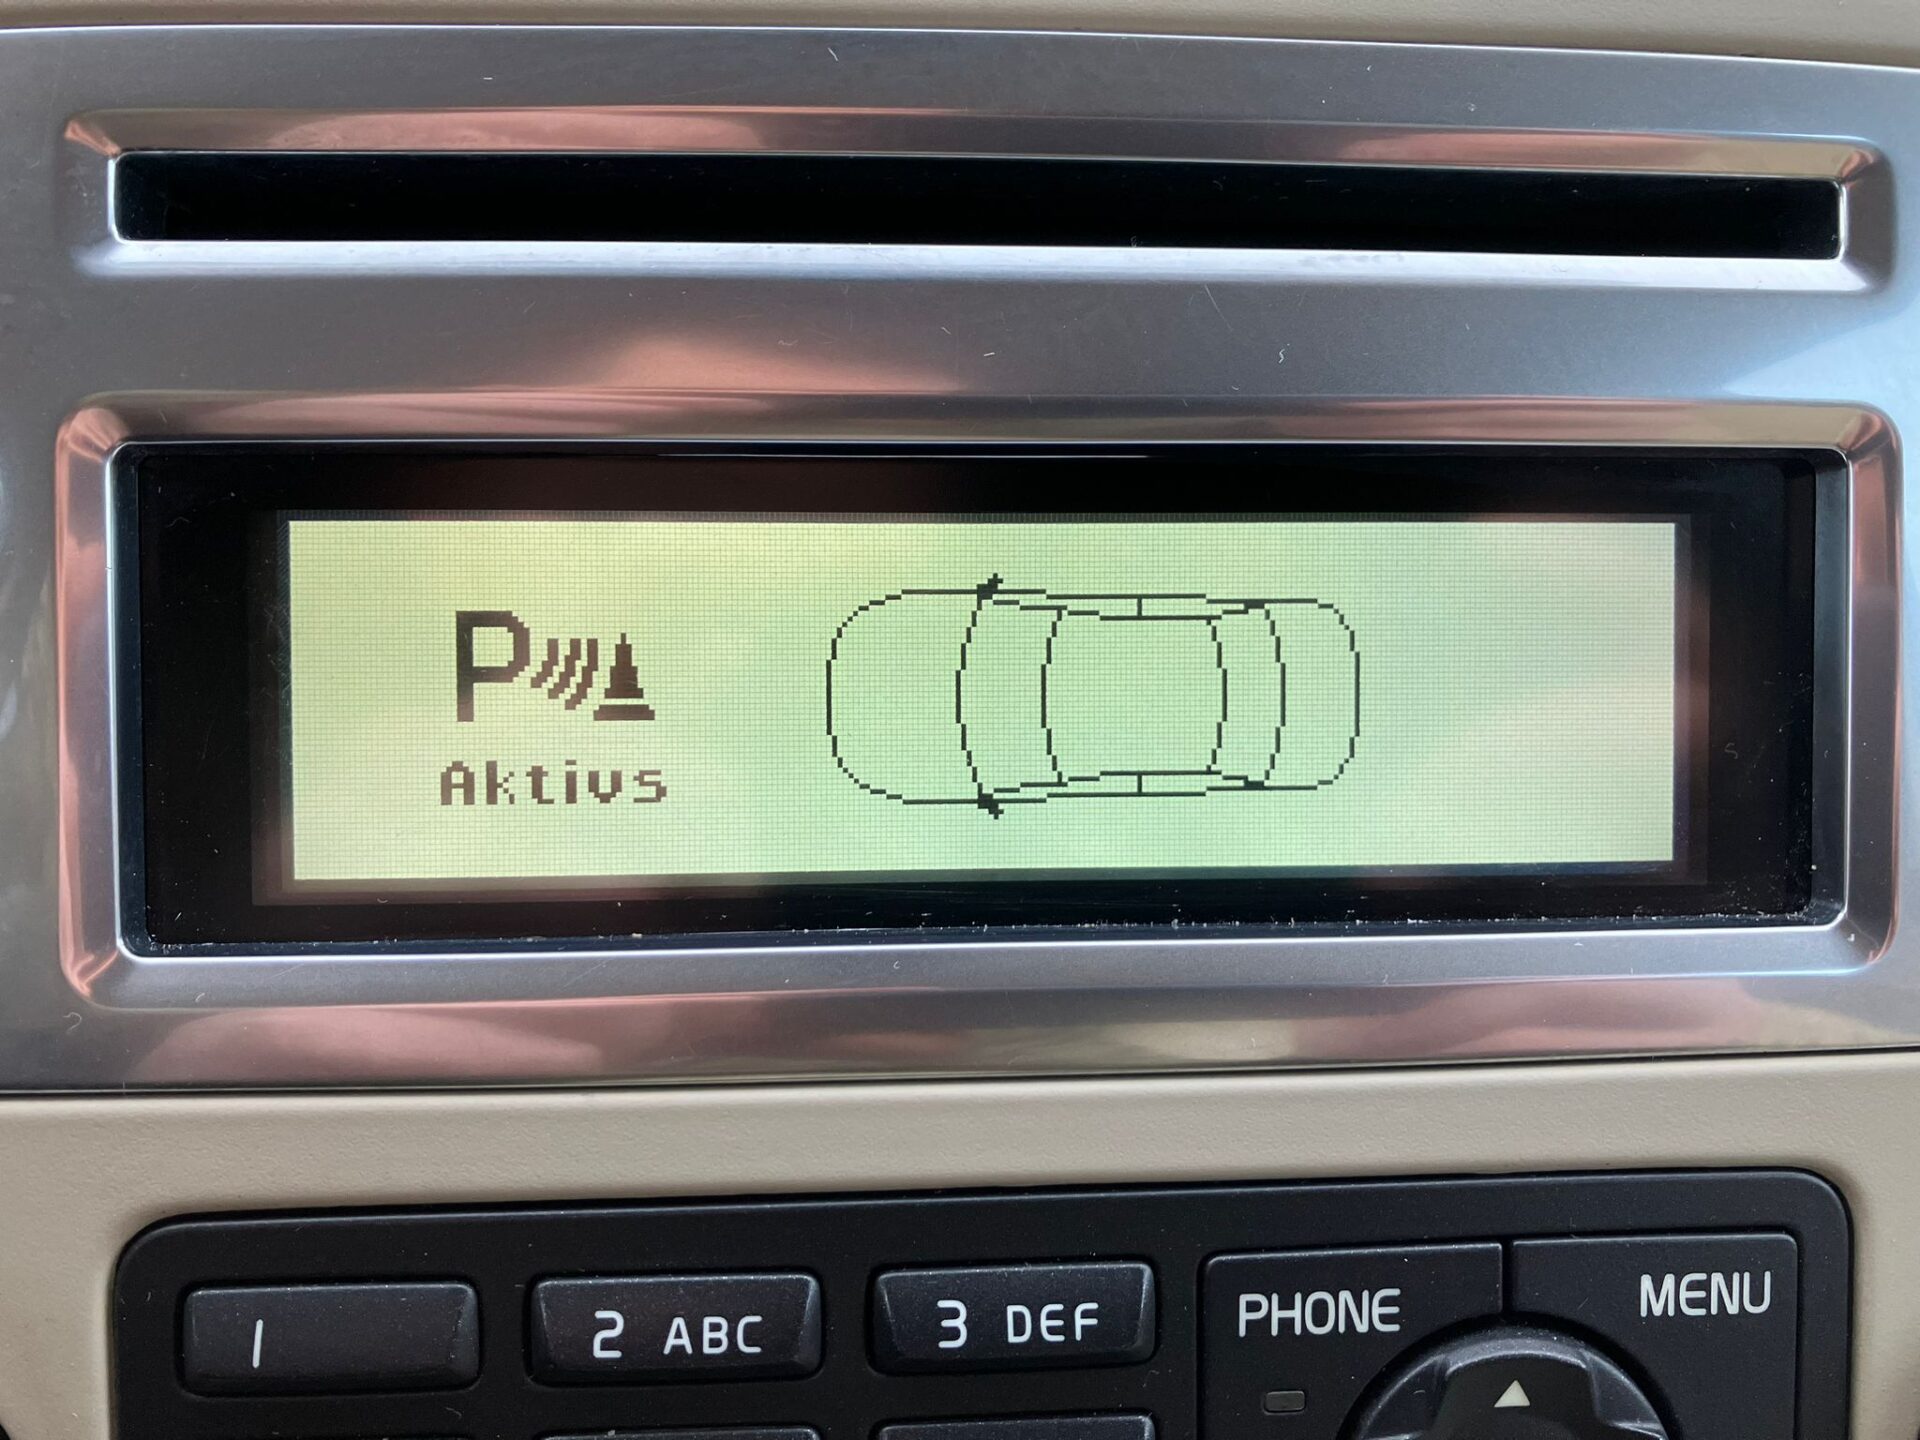 P
Aktivs
1
2 ABC
3 DEF
PHONE
MENU